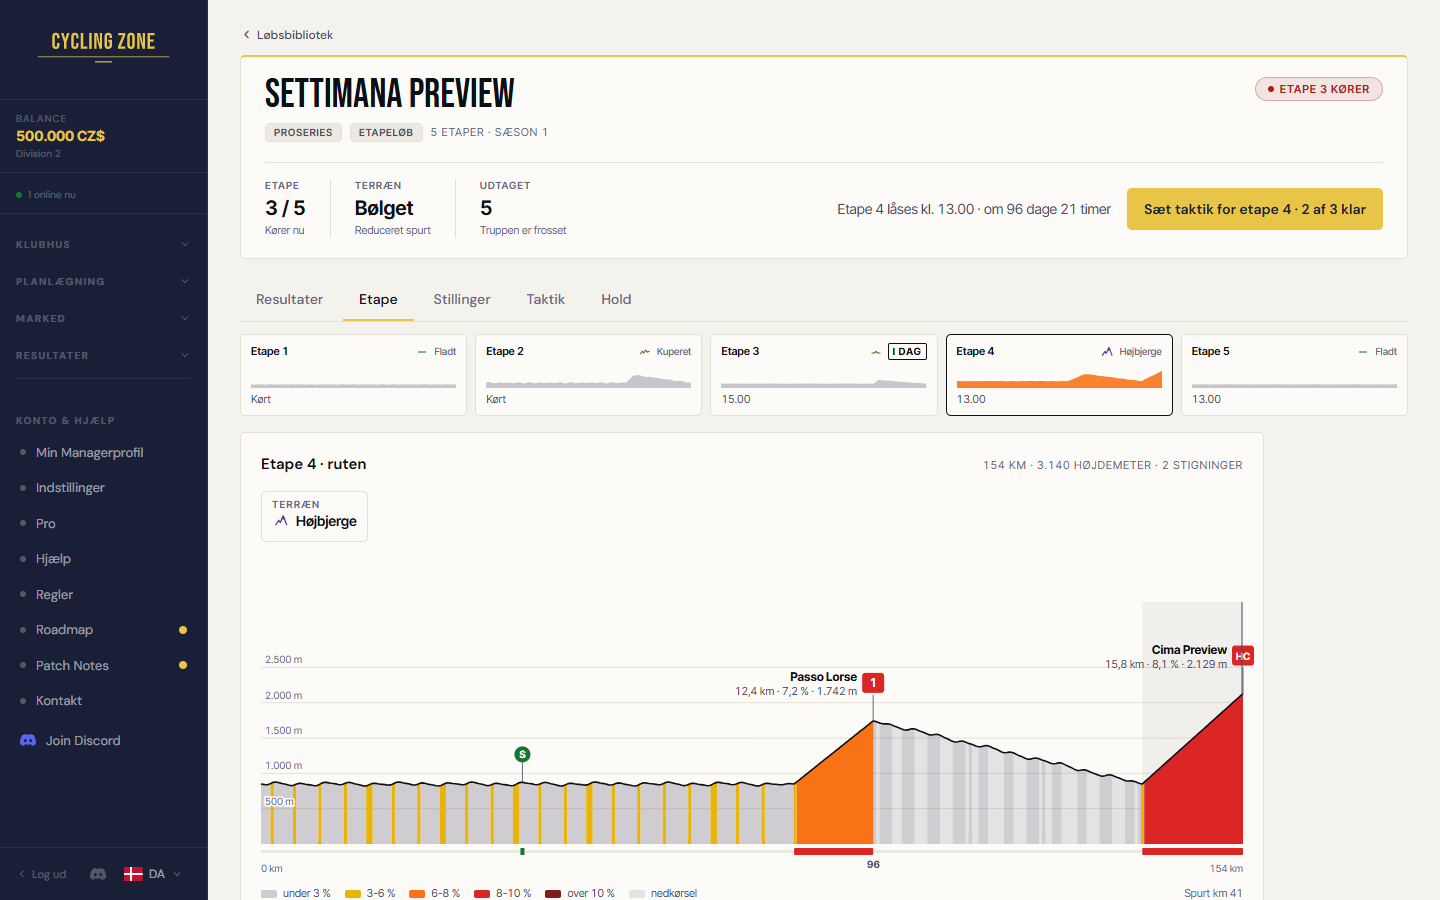 CYCLING ZONE
BALANCE
500.000 CZ$
Division 2
1 online nu
KLUBHUS
PLANLÆGNING
MARKED
RESULTATER
KONTO & HJÆLP
Min Managerprofil
Indstillinger
Pro
Hjælp
Regler
Roadmap
Patch Notes
Kontakt
Join Discord
Log ud
DA
Løbsbibliotek
SETTIMANA PREVIEW
ETAPE 3 KØRER
PROSERIES ETAPELØB 5 ETAPER · SÆSON 1
ETAPE
3 / 5
Kører nu
TERRÆN
Bølget
Reduceret spurt
UDTAGET
5
Truppen er frosset
Etape 4 låses kl. 13.00 · om 96 dage 21 timer
Sæt taktik for etape 4 · 2 af 3 klar
Resultater Etape Stillinger Taktik Hold
Etape 1 Fladt
Kørt
Etape 2 Kuperet
Kørt
Etape 3 I DAG
15.00
Etape 4 Højbjerge
13.00
Etape 5 Fladt
13.00
Etape 4 · ruten
154 KM · 3.140 HØJDEMETER · 2 STIGNINGER
TERRÆN
Højbjerge
Cima Preview HC
15,8 km · 8,1 % · 2.129 m
Passo Lorse 1
12,4 km · 7,2 % · 1.742 m
2.500 m
2.000 m
1.500 m
1.000 m
500 m
S
96
0 km
154 km
under 3 % 3-6 % 6-8 % 8-10 % over 10 % nedkørsel
Spurt km 41